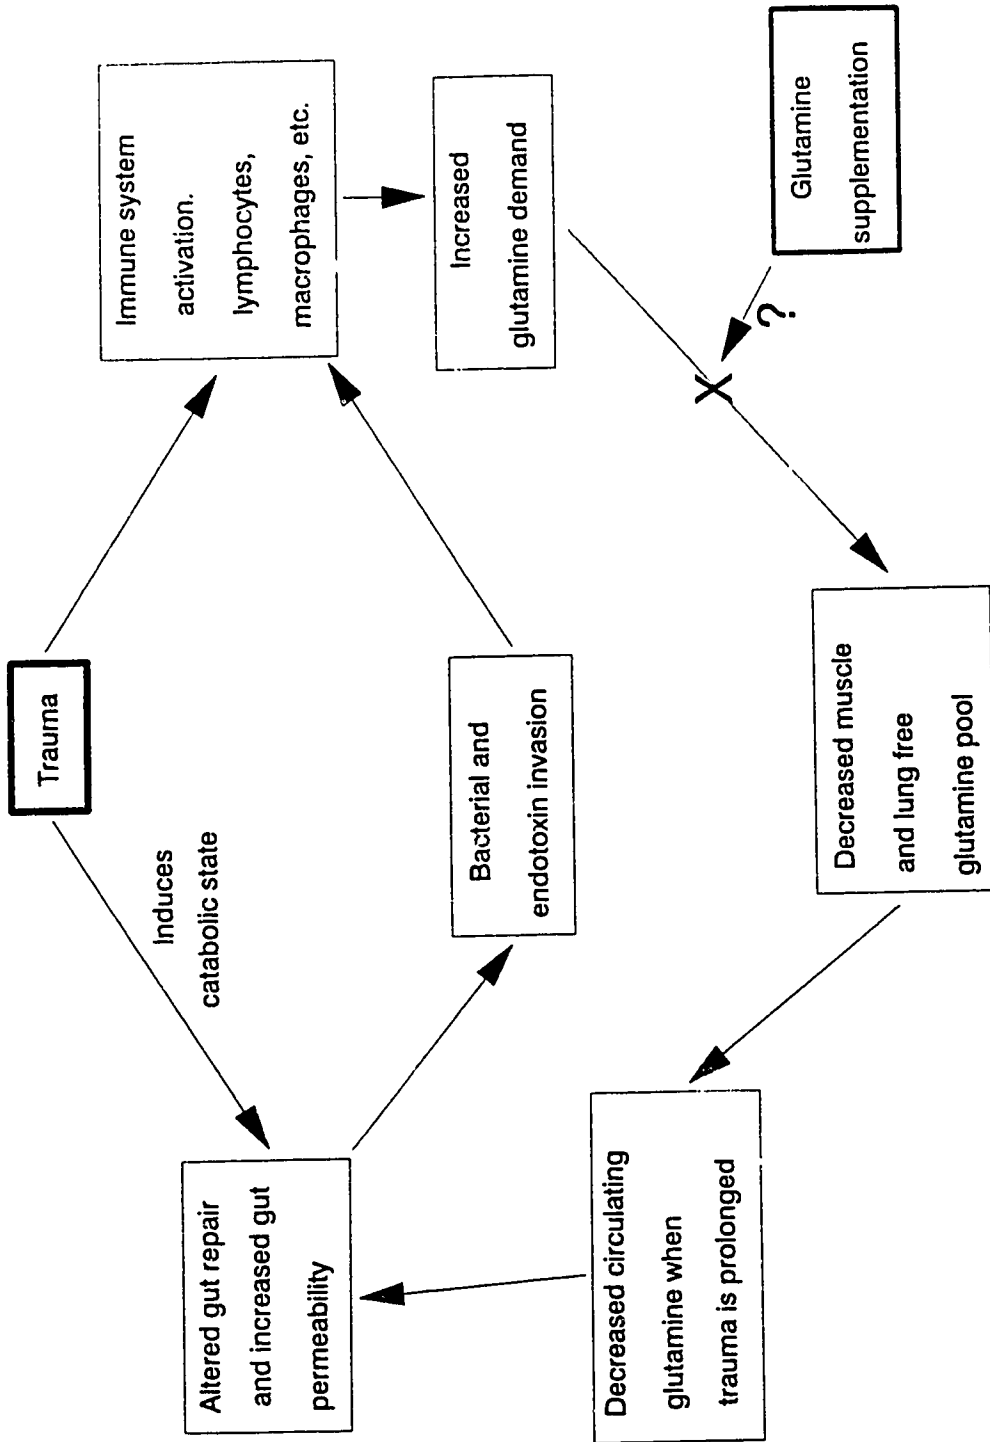 Trauma
Induces
catabolic state
Immune system
activation.
lymphocytes,
macrophages, etc.
Altered gut repair
and increased gut
permeability
Bacterial and
endotoxin invasion
Increased
glutamine demand
X
?
Glutamine
supplementation
Decreased circulating
glutamine when
trauma is prolonged
Decreased muscle
and lung free
glutamine pool